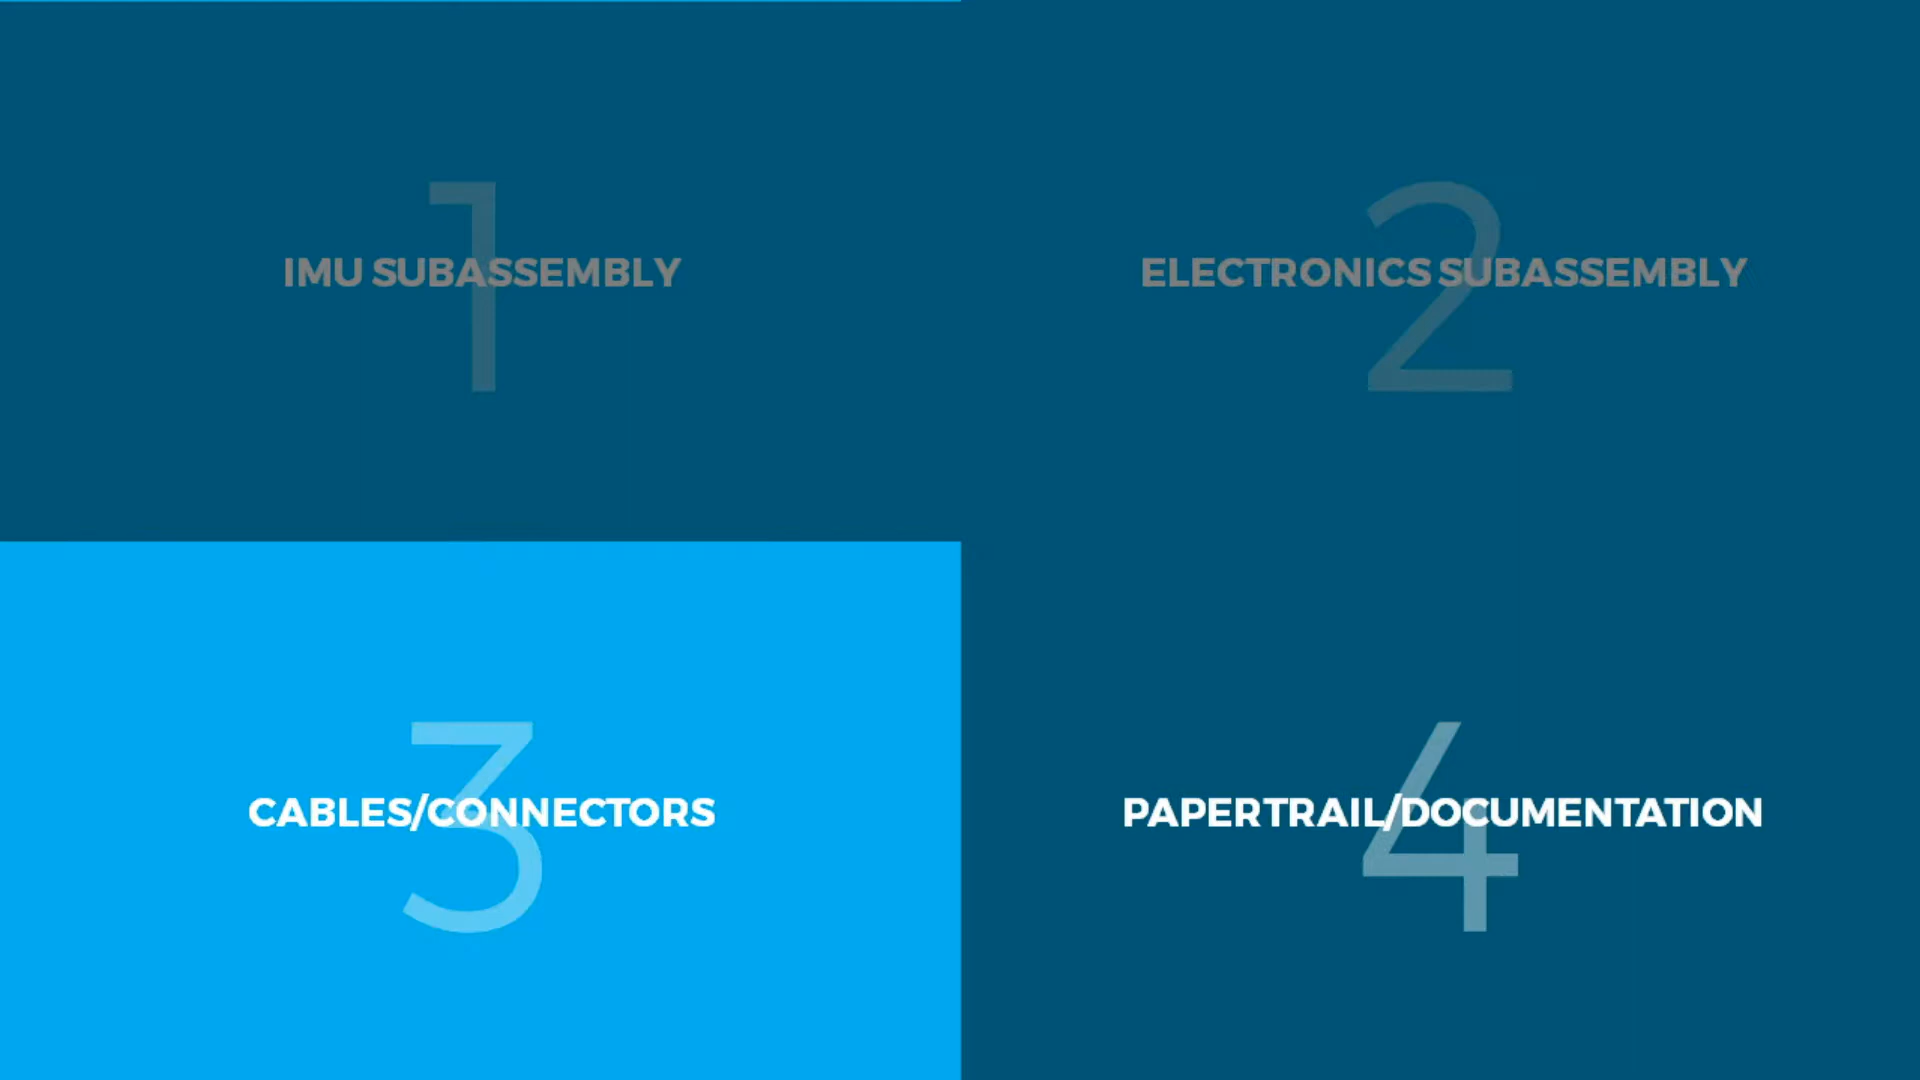 1
IMU SUBASSEMBLY
2
ELECTRONICS SUBASSEMBLY
3
CABLES/CONNECTORS
4
PAPERTRAIL/DOCUMENTATION